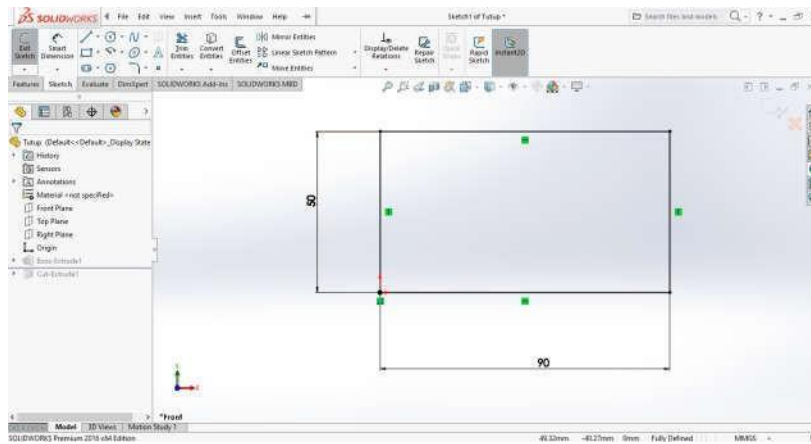 SOLIDWORKS
File Edit View Insert Tools Window Help
Sketch1 of Tutup *
Search files and models
Exit Sketch
Smart Dimension
Trim Entities
Convert Entities
Offset Entities
Mirror Entities
Linear Sketch Pattern
Move Entities
Display/Delete Relations
Repair Sketch
Quick Snaps
Rapid Sketch
Instant2D
Features Sketch Evaluate DimXpert SOLIDWORKS Add-Ins SOLIDWORKS MBD
Tutup (Default<<Default>_Display State
History
Sensors
Annotations
Material <not specified>
Front Plane
Top Plane
Right Plane
Origin
Boss-Extrude1
Cut-Extrude1
50
90
*Front
Model 3D Views Motion Study 1
SOLIDWORKS Premium 2016 x64 Edition
0mm Fully Defined MMGS